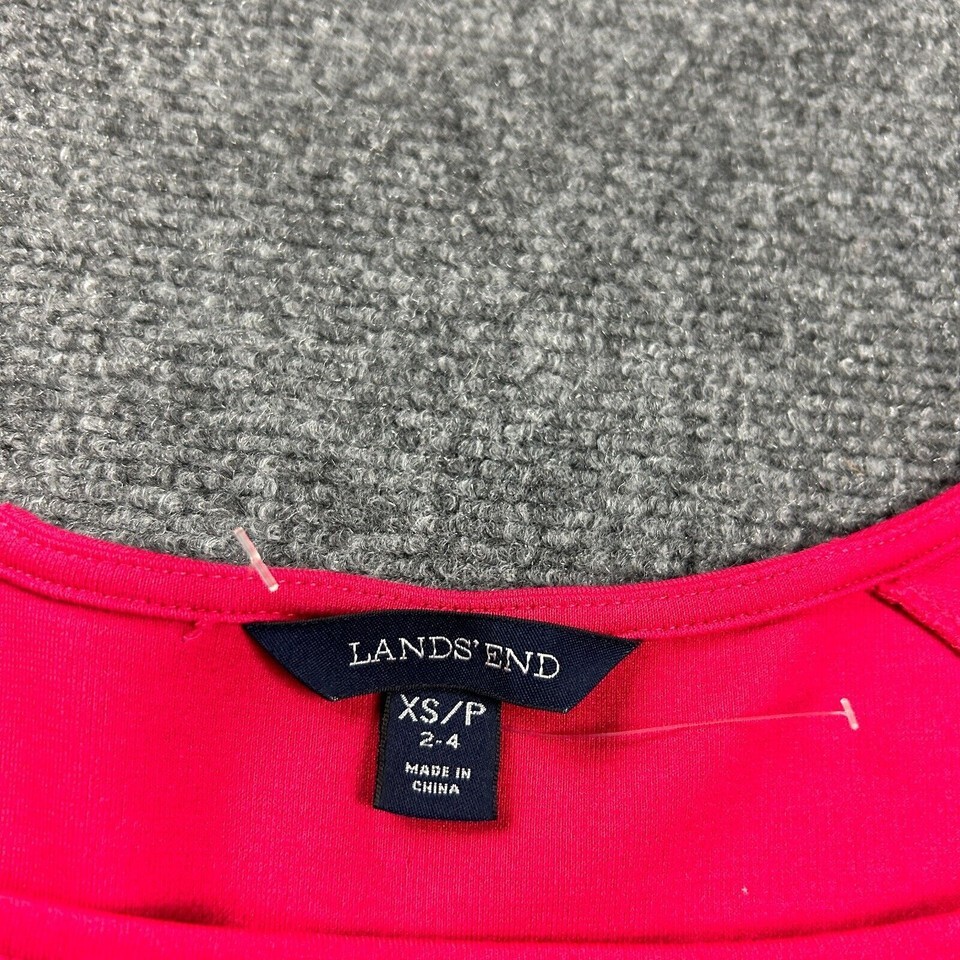 LANDS' END
XS/P
2-4
MADE IN
CHINA